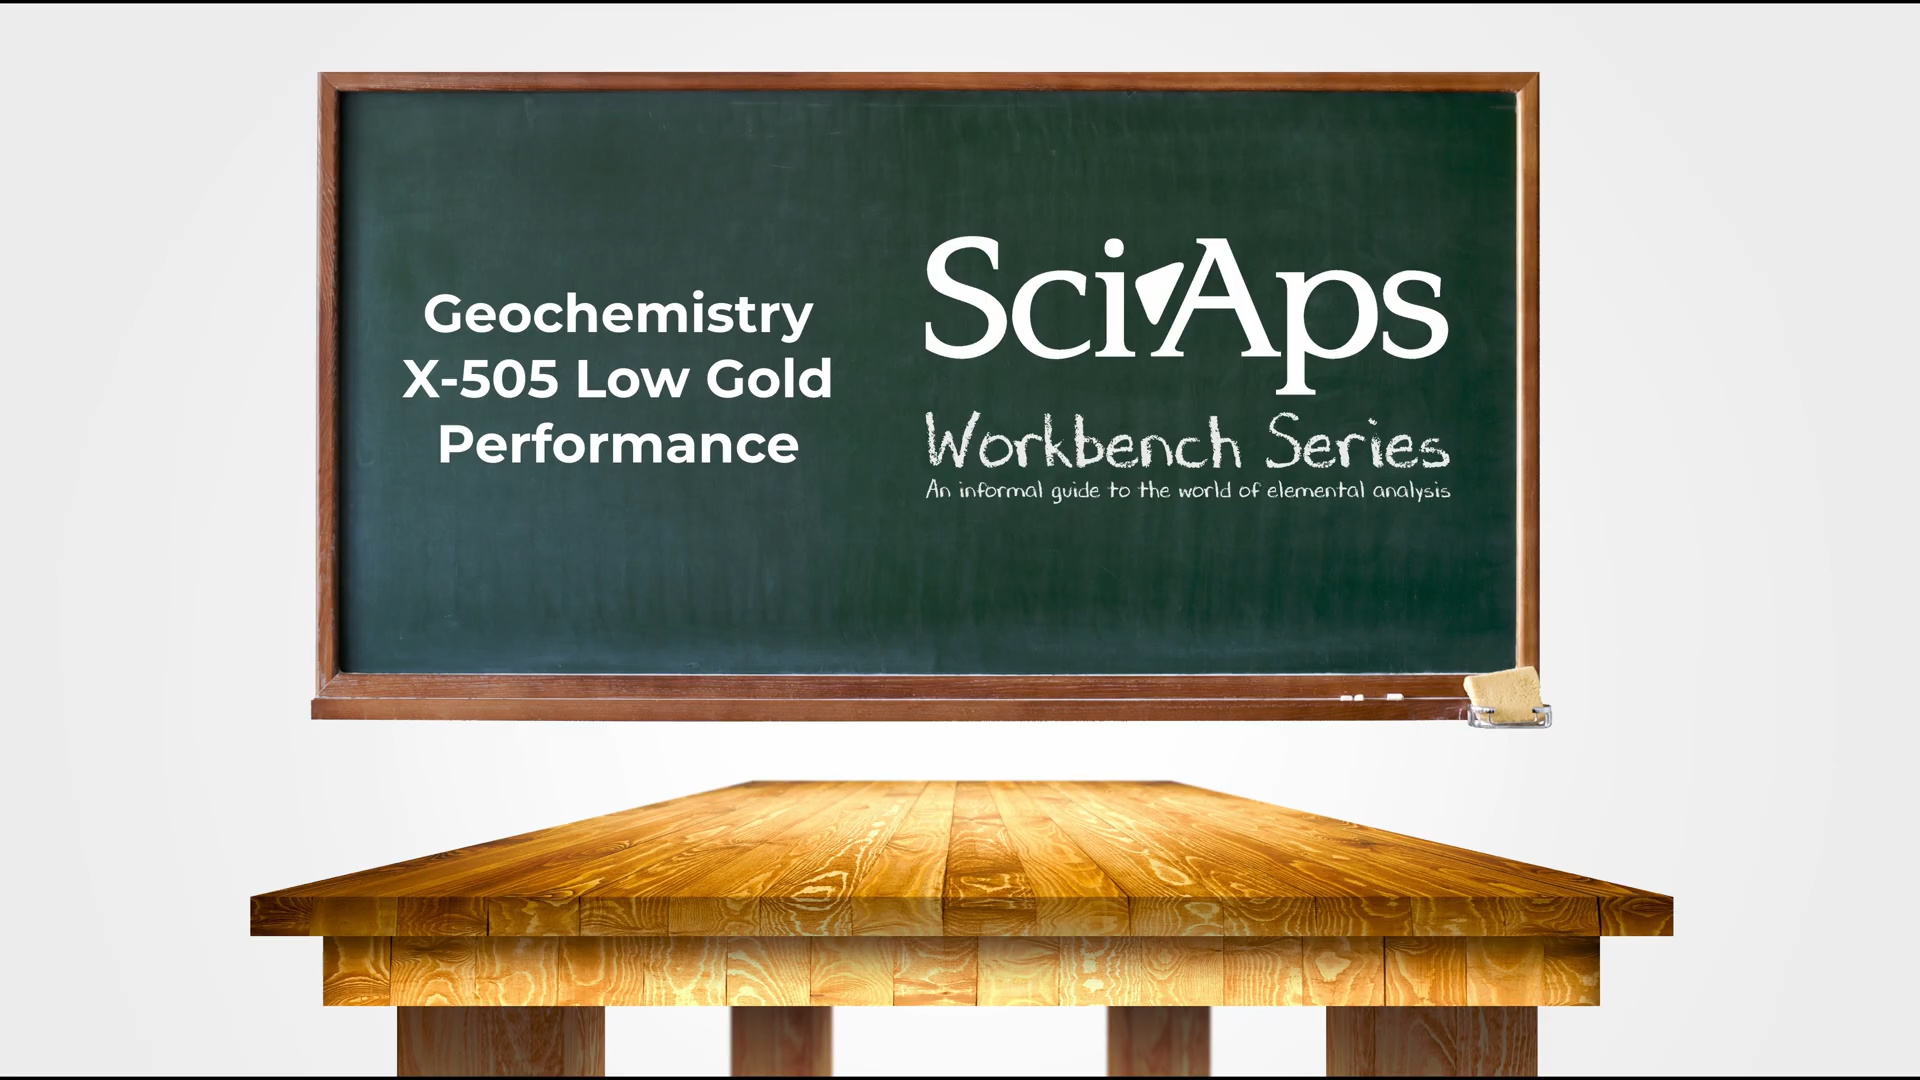 Geochemistry
X-505 Low Gold
Performance
SciAps
Workbench Series
An informal guide to the world of elemental analysis